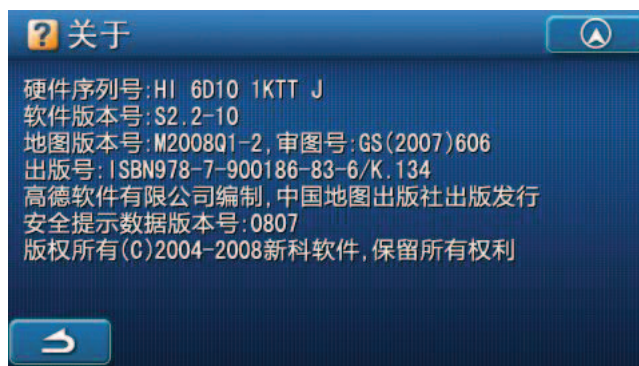 关于
硬件序列号:HI 6D10 1KTT J
软件版本号:S2.2-10
地图版本号:M2008Q1-2,审图号:GS(2007)606
出版号:ISBN978-7-900186-83-6/K.134
高德软件有限公司编制,中国地图出版社出版发行
安全提示数据版本号:0807
版权所有(C)2004-2008新科软件,保留所有权利